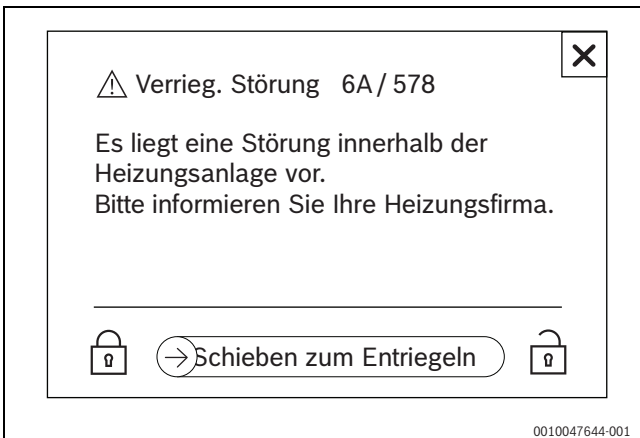 Verrieg. Störung 6A / 578
Es liegt eine Störung innerhalb der
Heizungsanlage vor.
Bitte informieren Sie Ihre Heizungsfirma.
Schieben zum Entriegeln
0010047644-001